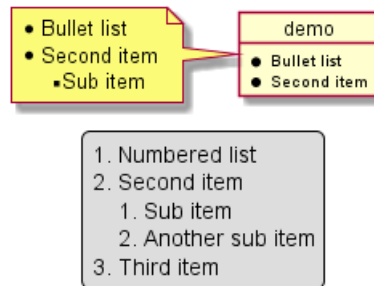 • Bullet list
• Second item
▪Sub item
demo
• Bullet list
• Second item
1. Numbered list
2. Second item
1. Sub item
2. Another sub item
3. Third item